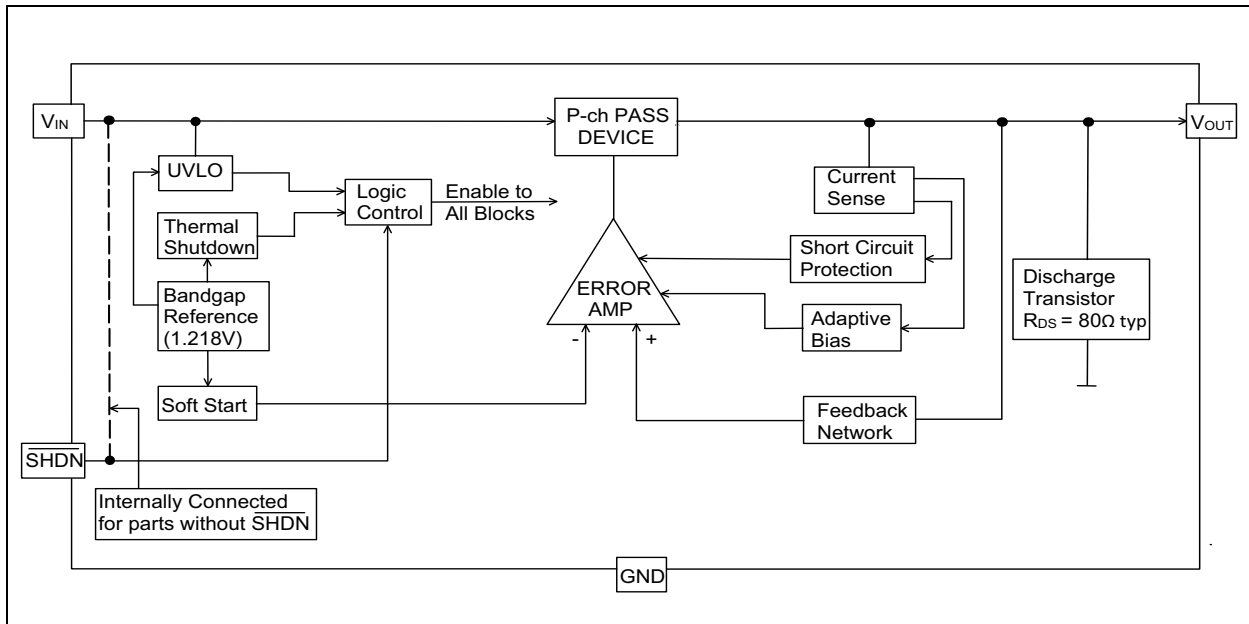 VIN
P-ch PASS
DEVICE
VOUT
UVLO
Logic
Control
Enable to
All Blocks
Current
Sense
Thermal
Shutdown
Short Circuit
Protection
Discharge
Transistor
RDS = 80Ω typ
Bandgap
Reference
(1.218V)
ERROR
AMP
- +
Adaptive
Bias
Soft Start
Feedback
Network
SHDN
Internally Connected
for parts without SHDN
GND